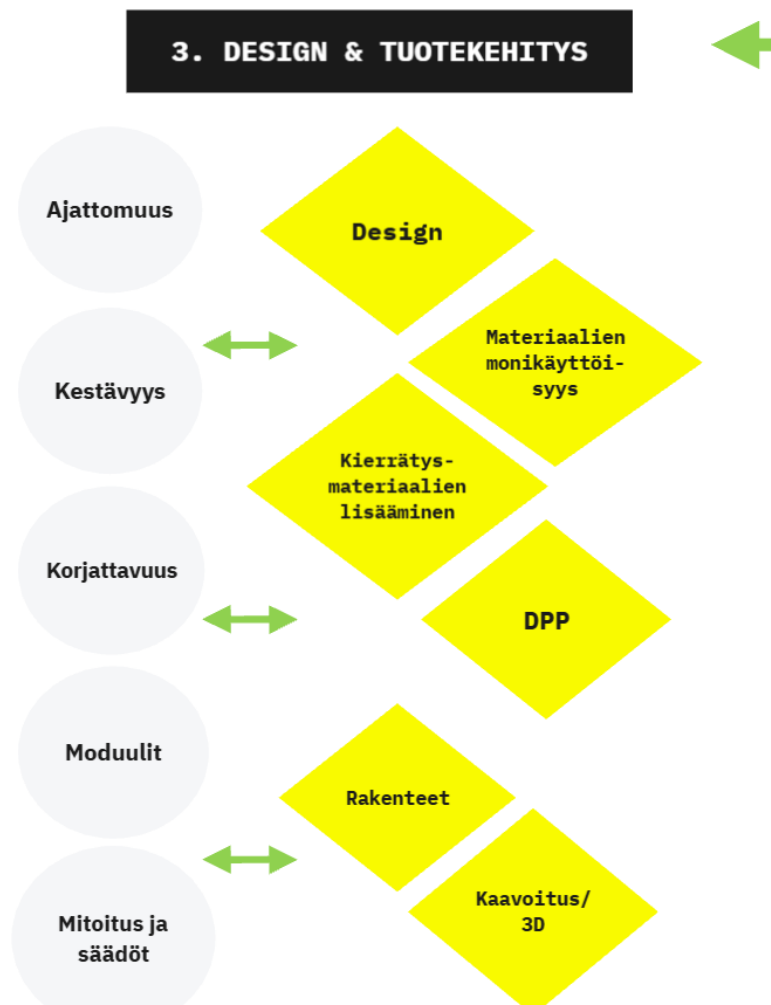 3. DESIGN & TUOTEKEHITYS
Ajattomuus
Design
Materiaalien
monikäyttöi-
syys
Kestävyys
Kierrätys-
materiaalien
lisääminen
Korjattavuus
DPP
Moduulit
Rakenteet
Kaavoitus/
3D
Mitoitus ja
säädöt